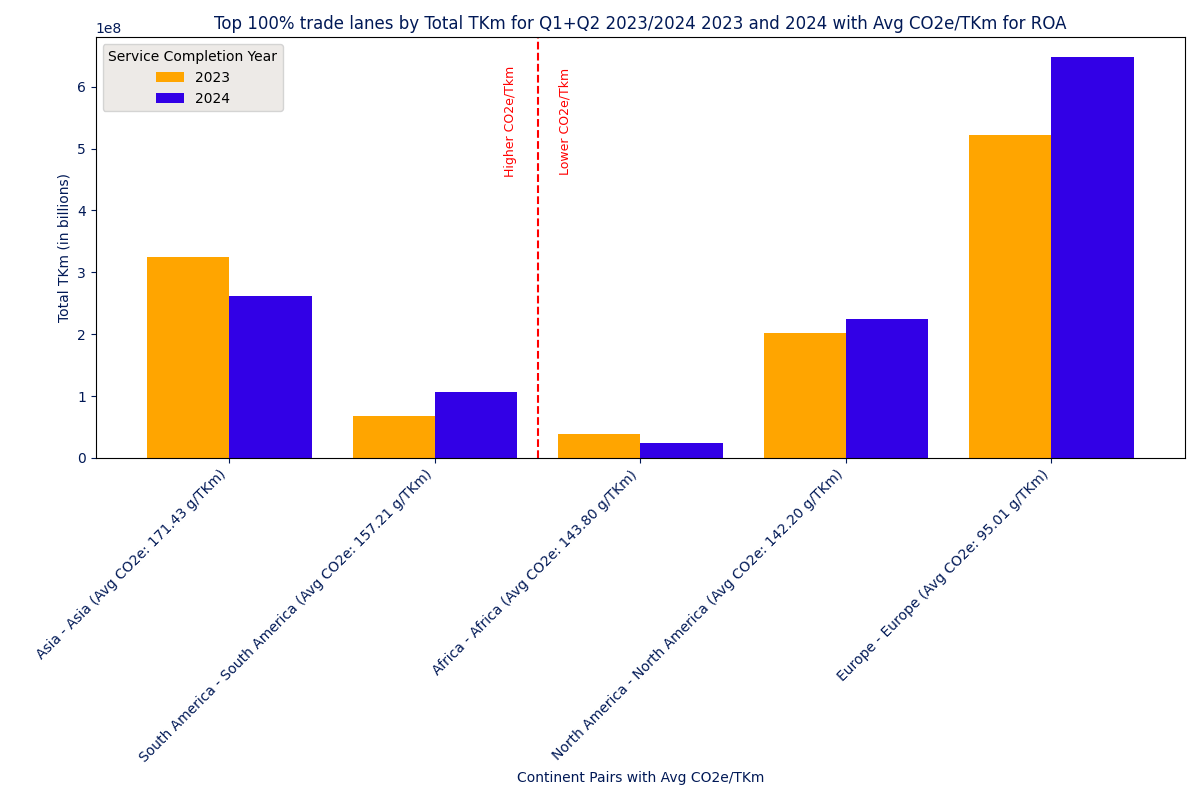 Top 100% trade lanes by Total TKm for Q1+Q2 2023/2024 2023 and 2024 with Avg CO2e/TKm for ROA
1e8
Service Completion Year
2023
2024
Higher CO2e/Tkm
Lower CO2e/Tkm
Total TKm (in billions)
6
5
4
3
2
1
0
Asia - Asia (Avg CO2e: 171.43 g/TKm)
South America - South America (Avg CO2e: 157.21 g/TKm)
Africa - Africa (Avg CO2e: 143.80 g/TKm)
North America - North America (Avg CO2e: 142.20 g/TKm)
Europe - Europe (Avg CO2e: 95.01 g/TKm)
Continent Pairs with Avg CO2e/TKm